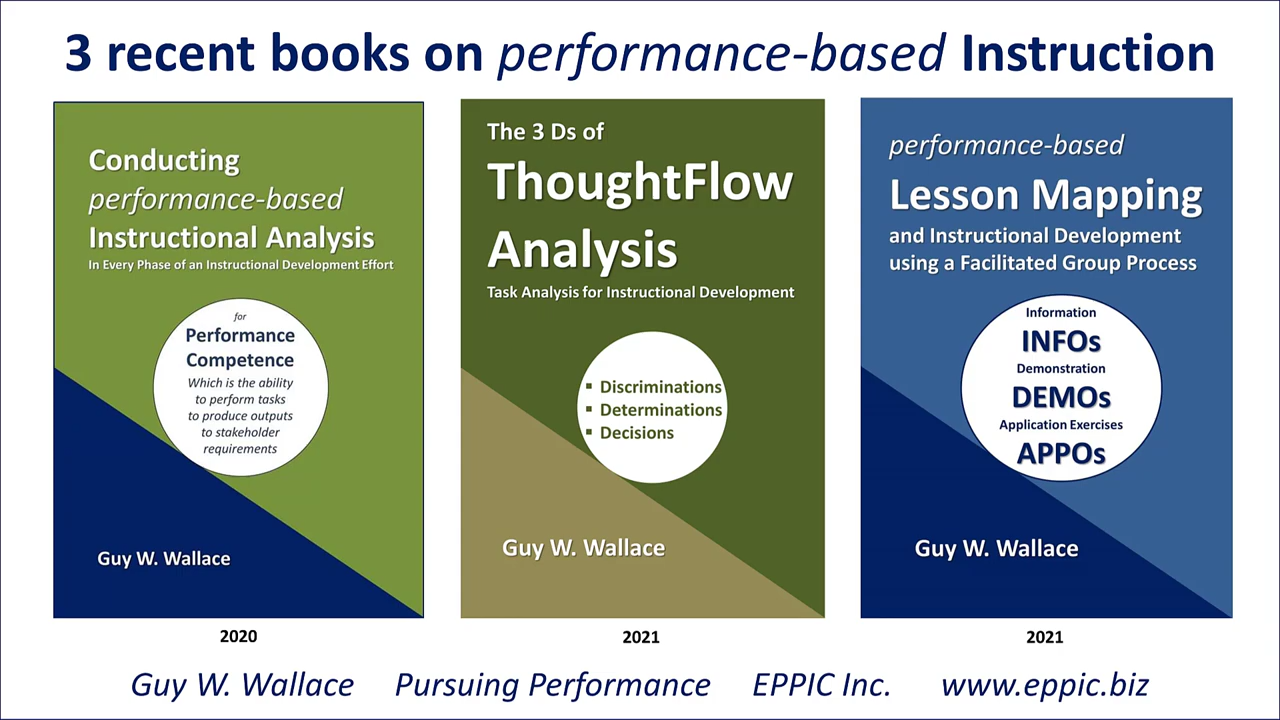 3 recent books on performance-based Instruction
Conducting
performance-based
Instructional Analysis
In Every Phase of an Instructional Development Effort
for
Performance
Competence
Which is the ability
to perform tasks
to produce outputs
to stakeholder
requirements
Guy W. Wallace
2020
The 3 Ds of
ThoughtFlow
Analysis
Task Analysis for Instructional Development
▪ Discriminations
▪ Determinations
▪ Decisions
Guy W. Wallace
2021
performance-based
Lesson Mapping
and Instructional Development
using a Facilitated Group Process
Information
INFOs
Demonstration
DEMOs
Application Exercises
APPOs
Guy W. Wallace
2021
Guy W. Wallace Pursuing Performance EPPIC Inc. www.eppic.biz